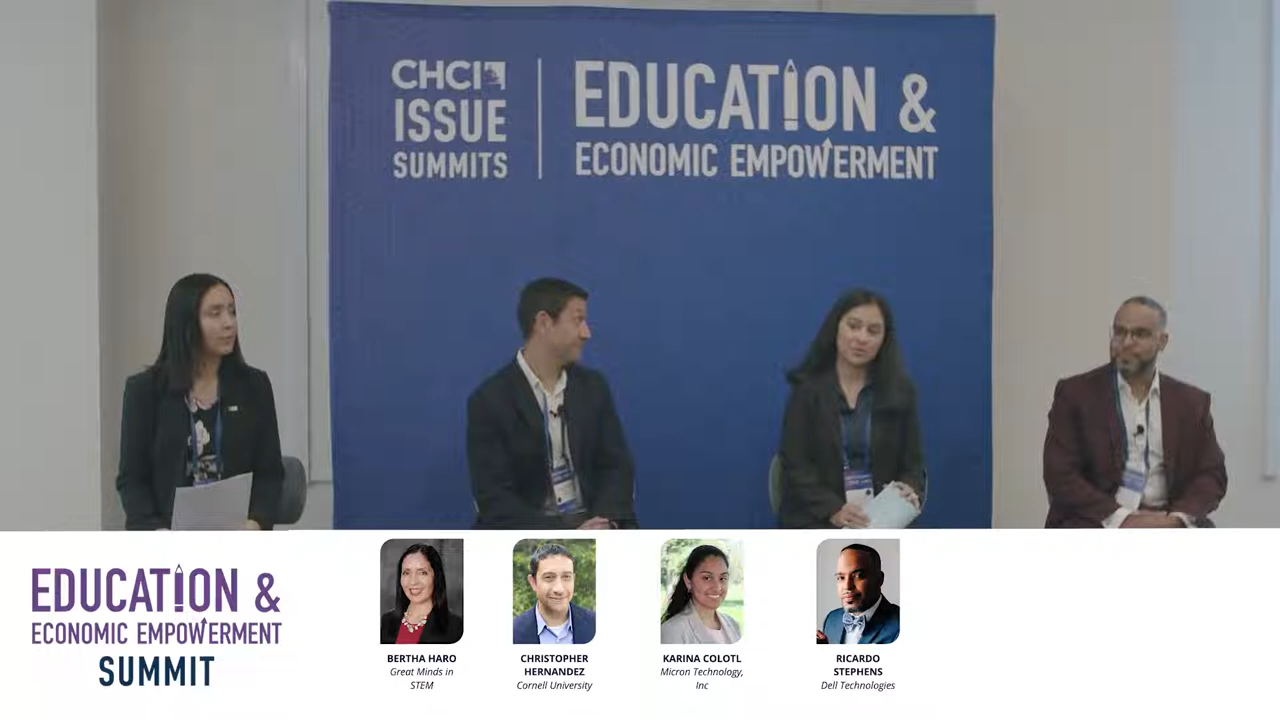 CHCI
ISSUE
SUMMITS
EDUCATION &
ECONOMIC EMPOWERMENT
EDUCATION &
ECONOMIC EMPOWERMENT
SUMMIT
BERTHA HARO
Great Minds in
STEM
CHRISTOPHER
HERNANDEZ
Cornell University
KARINA COLOTL
Micron Technology,
Inc
RICARDO
STEPHENS
Dell Technologies